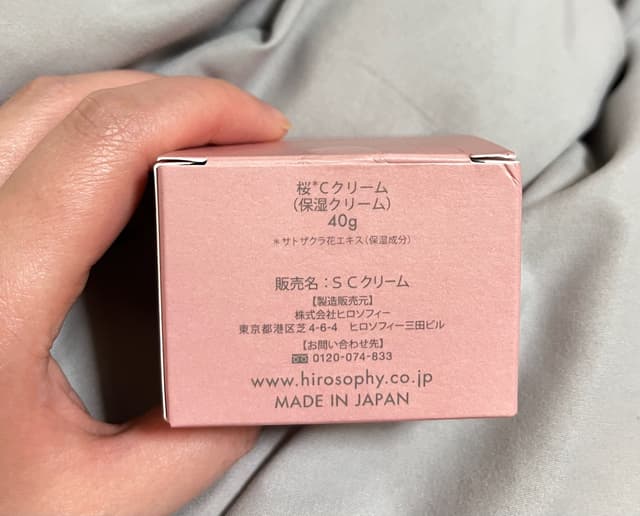 桜*Cクリーム
(保湿クリーム)
40g
*サトザクラ花エキス(保湿成分)
販売名:SCクリーム
【製造販売元】
株式会社ヒロソフィー
東京都港区芝4-6-4 ヒロソフィー三田ビル
【お問い合わせ先】
0120-074-833
www.hirosophy.co.jp
MADE IN JAPAN